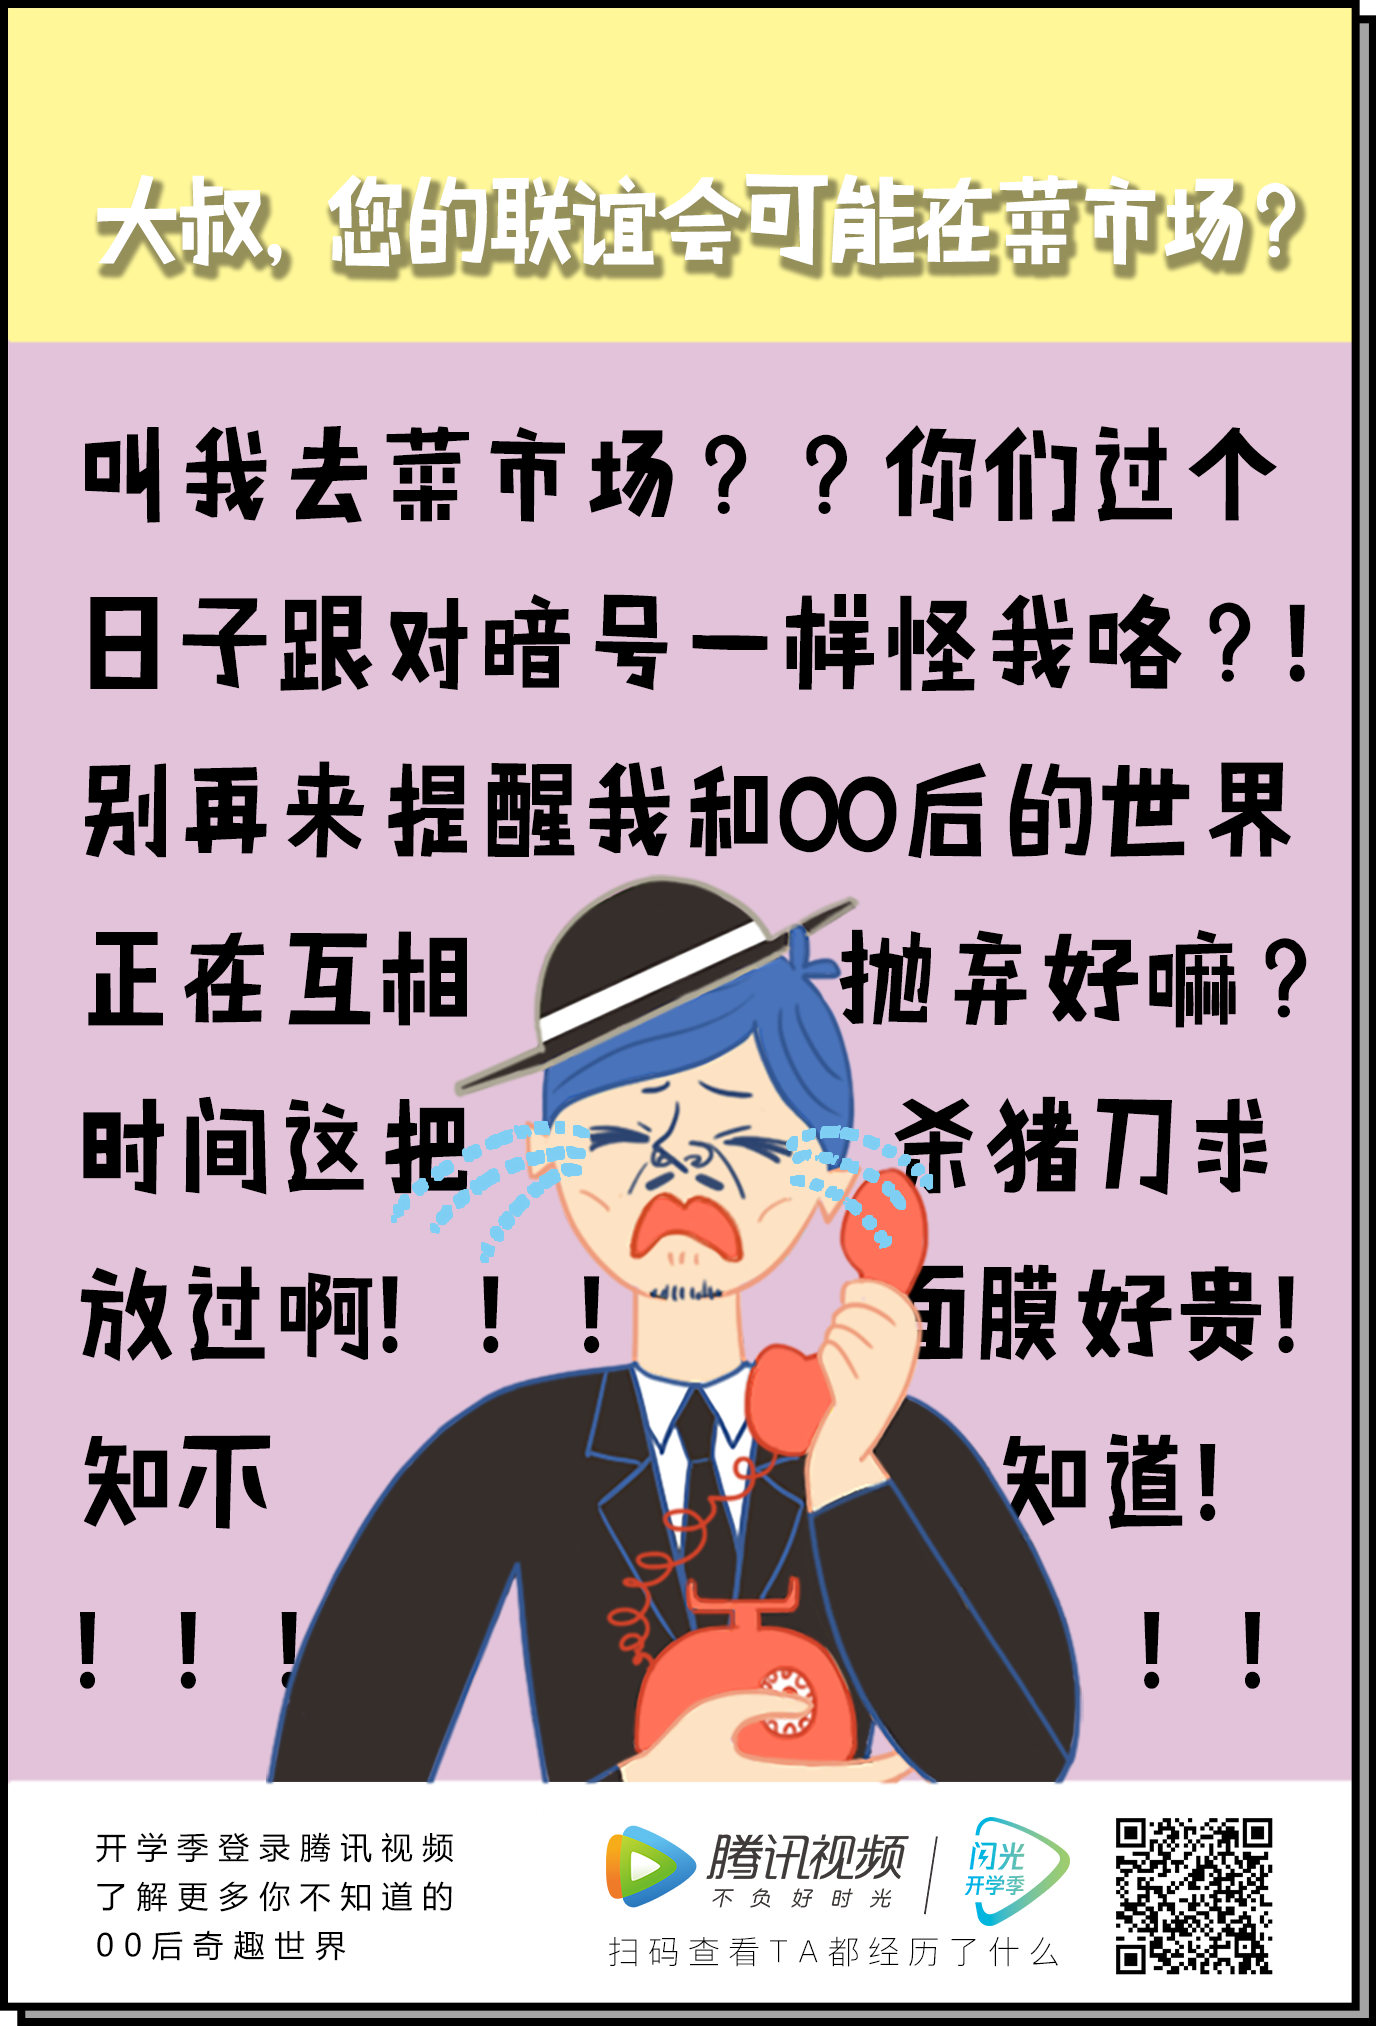 大叔，您的联谊会可能在菜市场？
叫我去菜市场？？你们过个
日子跟对暗号一样怪我咯？！
别再来提醒我和00后的世界
正在互相抛弃好嘛？
时间这把杀猪刀求
放过啊！！！面膜好贵！
知不知道！
！！！！！
开学季登录腾讯视频
了解更多你不知道的
00后奇趣世界
腾讯视频
不负好时光
闪光
开学季
扫码查看TA都经历了什么